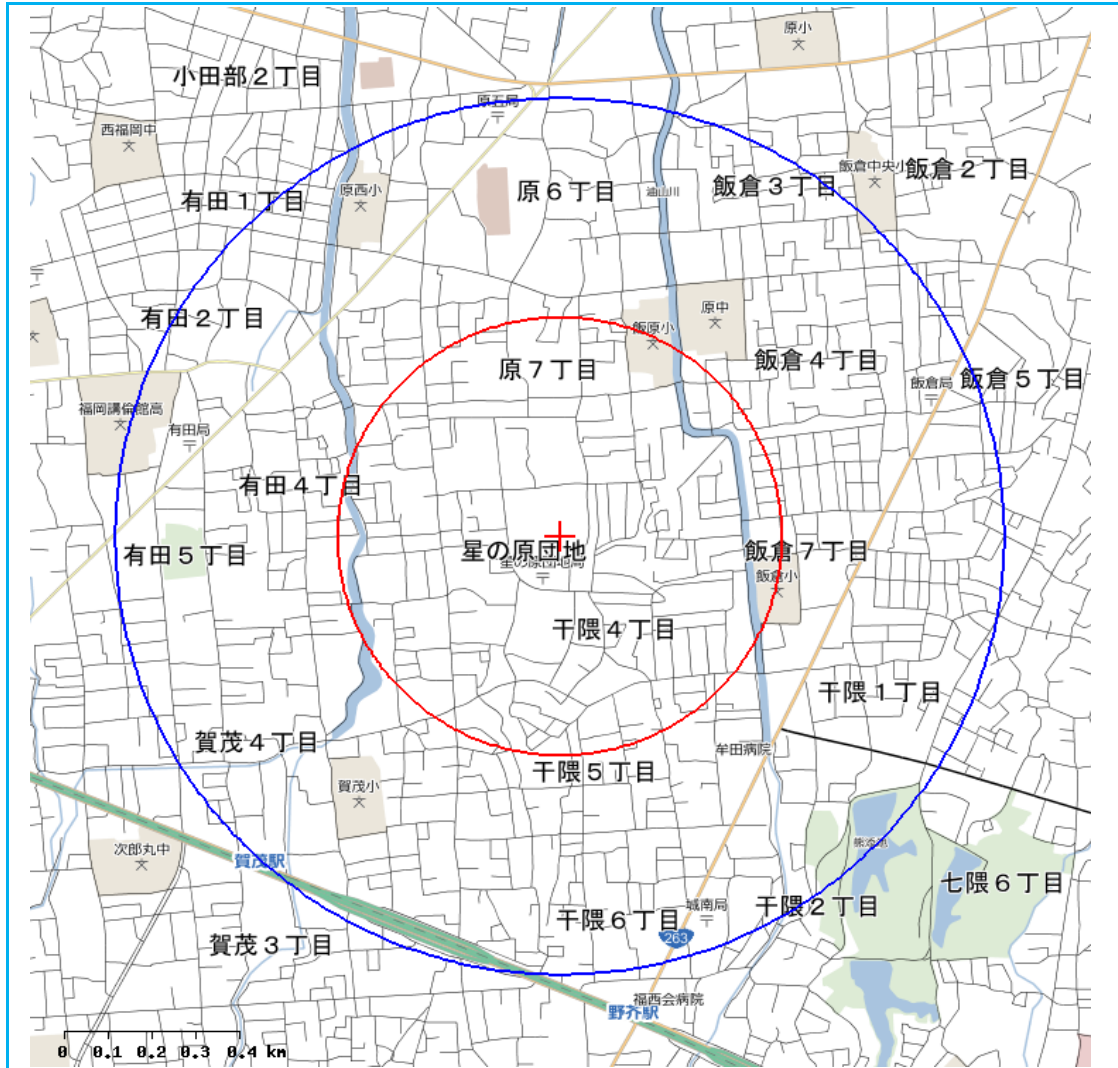 原小
小田部２丁目
原五局
西福岡中
飯倉中央小
飯倉２丁目
原西小
有田１丁目
原６丁目
油山川
飯倉３丁目
有田２丁目
原中
飯原小
原７丁目
飯倉４丁目
飯倉５丁目
飯倉局
福岡講倫館高
有田局
有田４丁目
有田５丁目
星の原団地
飯倉７丁目
星の原団地局
飯倉小
干隈４丁目
干隈１丁目
賀茂４丁目
牟田病院
干隈５丁目
賀茂小
次郎丸中
熊添池
賀茂駅
七隈６丁目
城南局
干隈２丁目
干隈６丁目
263
賀茂３丁目
福西会病院
野芥駅
0 0.1 0.2 0.3 0.4 km